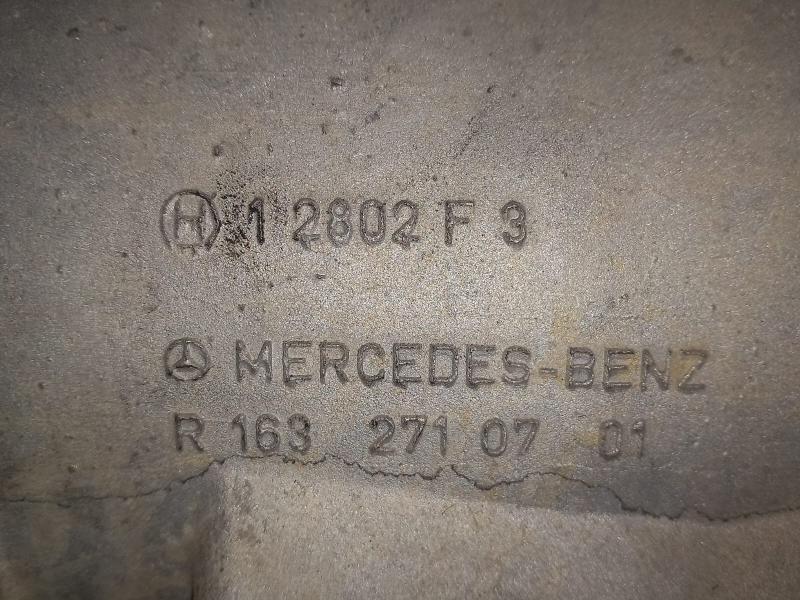 H 1 2802 F 3
MERCEDES-BENZ
R 163 271 07 01